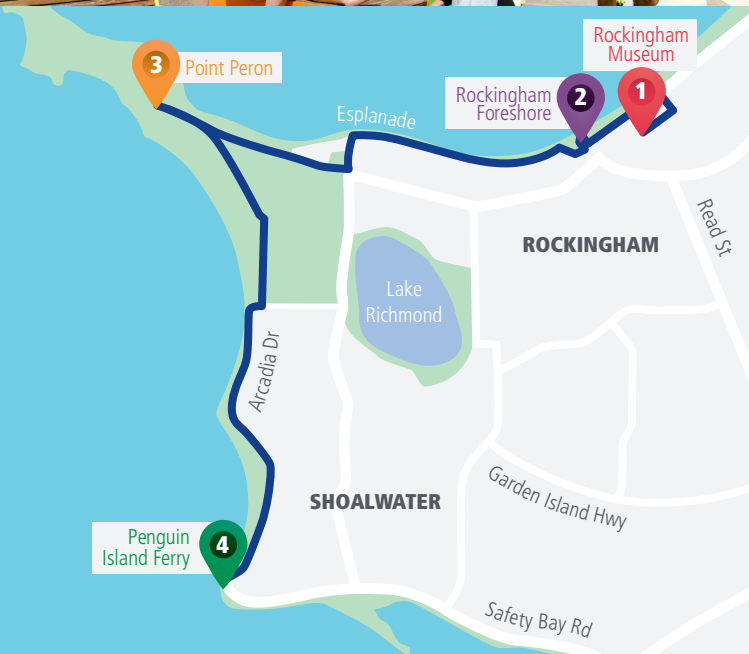 Rockingham
Museum
1
3
Point Peron
Rockingham
Foreshore
2
Esplanade
Read St
ROCKINGHAM
Lake
Richmond
Arcadia Dr
SHOALWATER
Garden Island Hwy
Penguin
Island Ferry
4
Safety Bay Rd